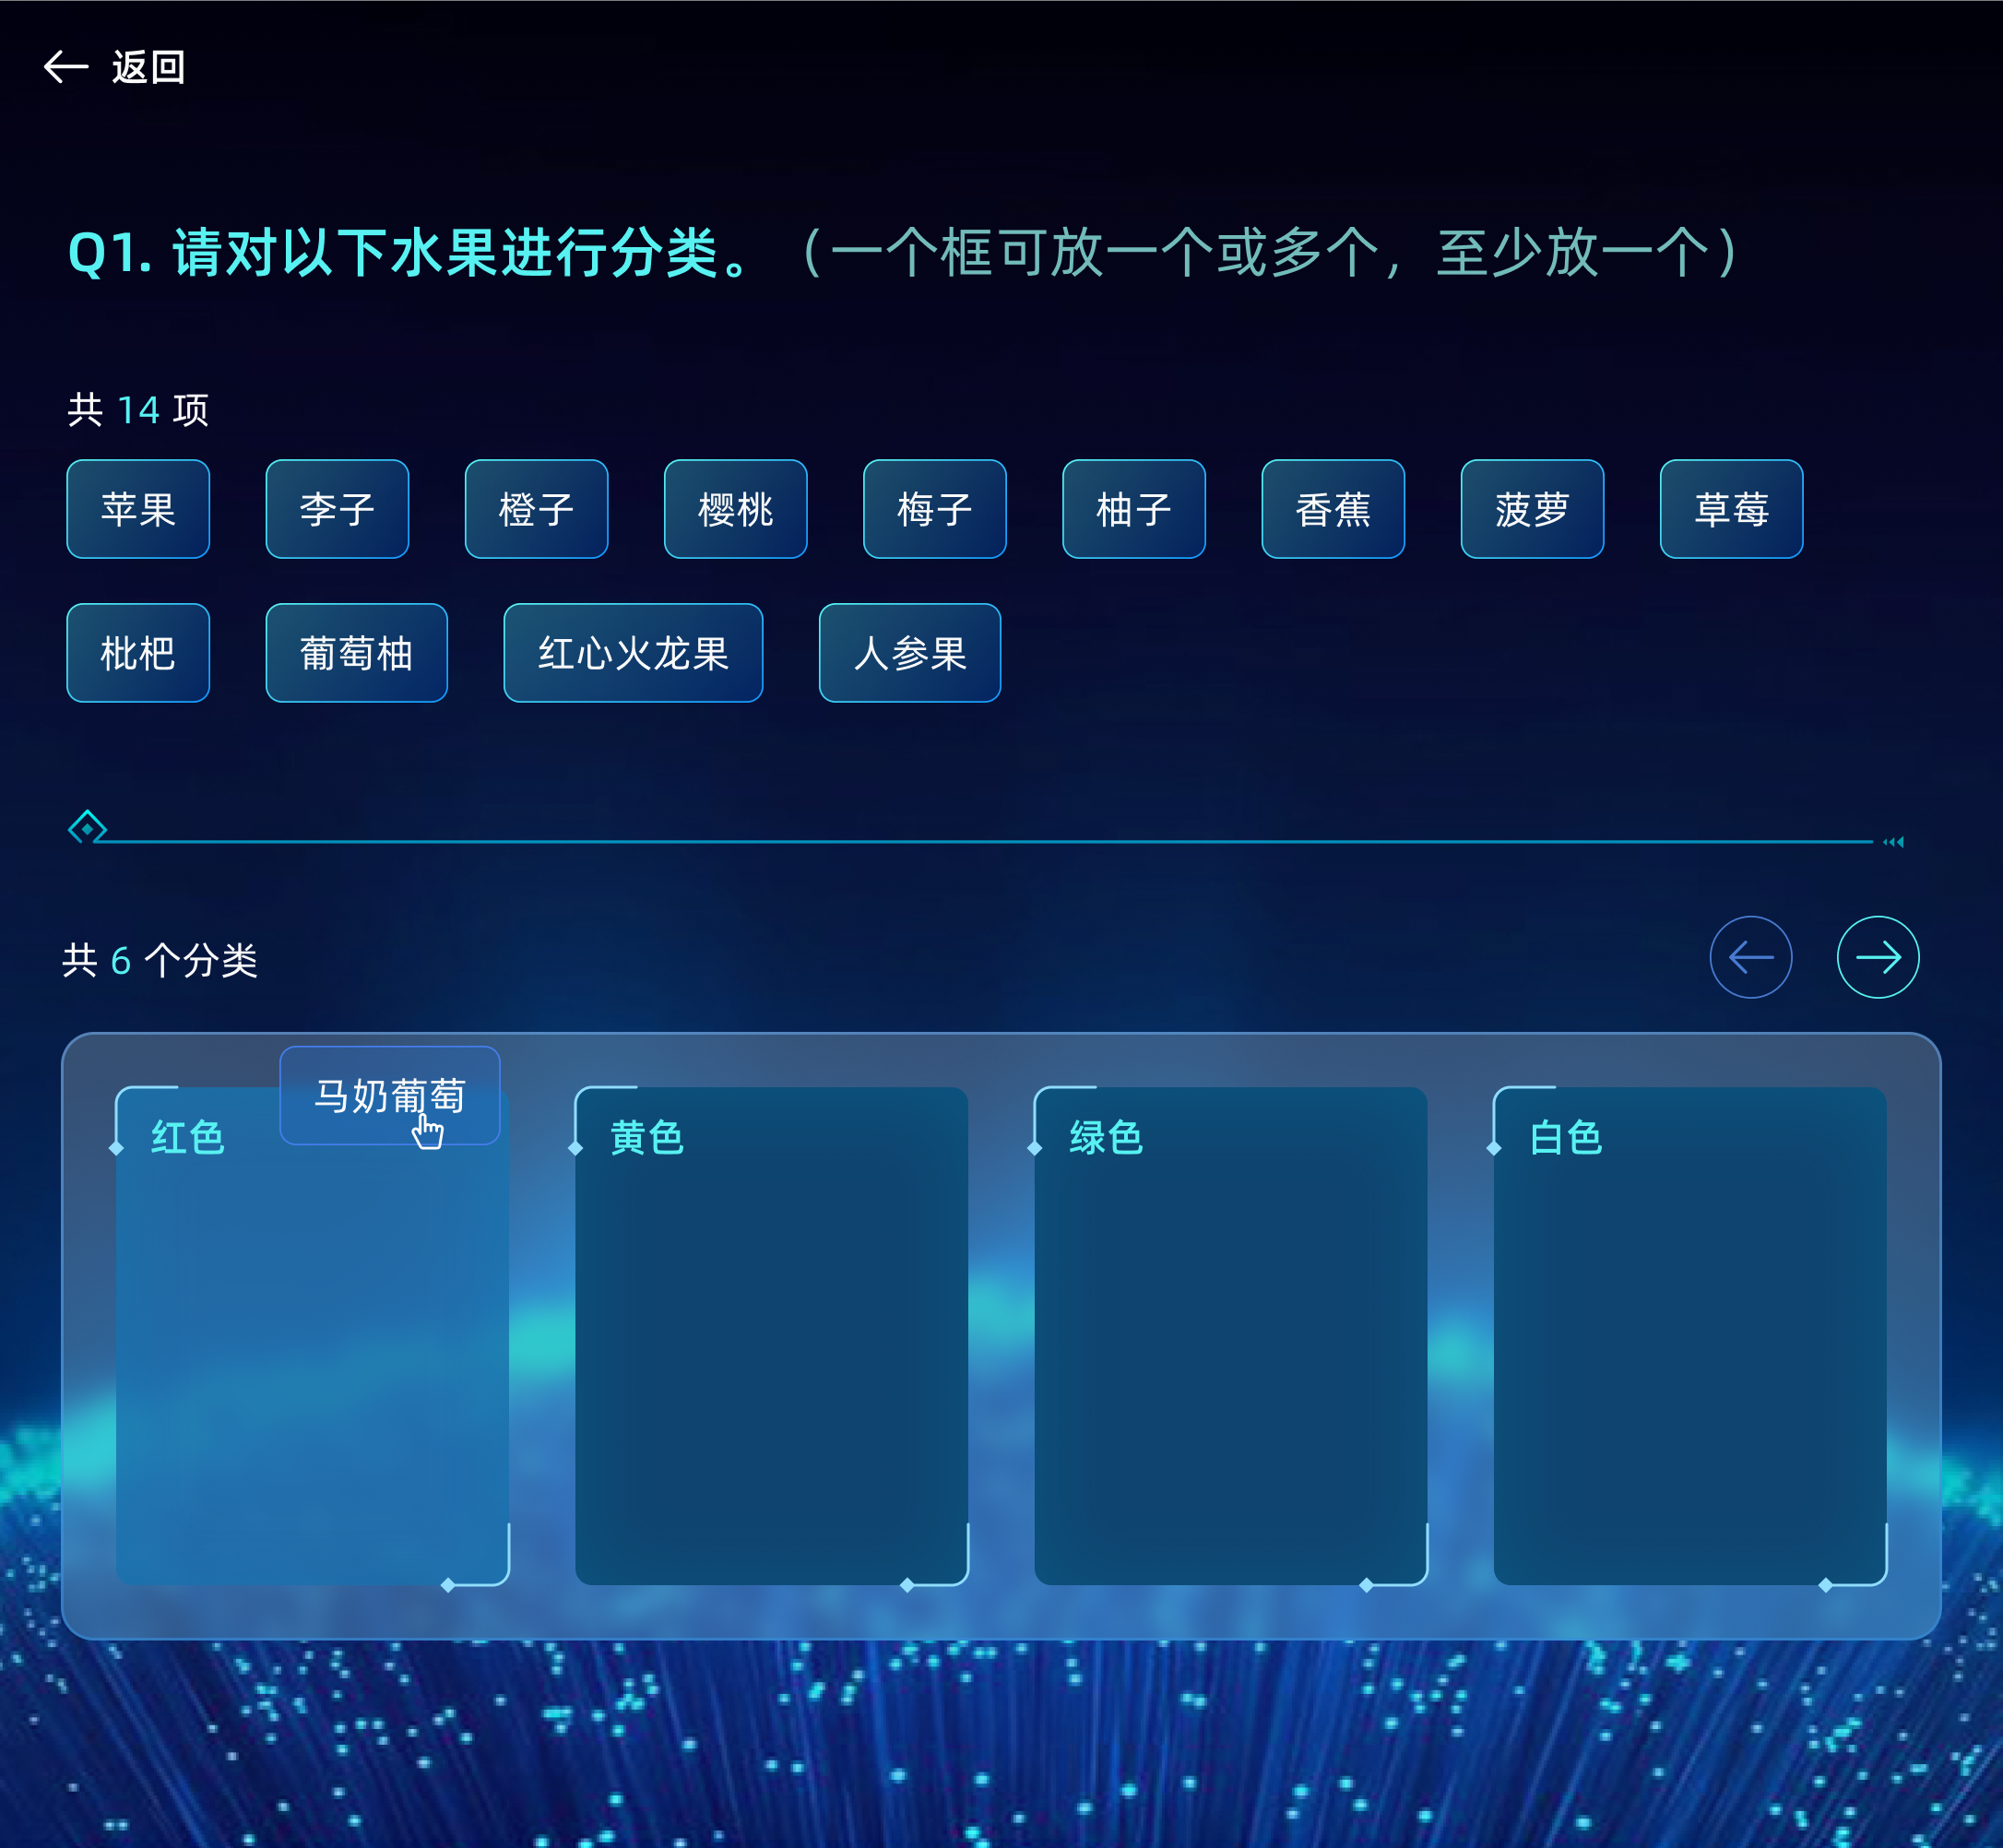 返回
Q1. 请对以下水果进行分类。（一个框可放一个或多个，至少放一个）
共 14 项
苹果 李子 橙子 樱桃 梅子 柚子 香蕉 菠萝 草莓
枇杷 葡萄柚 红心火龙果 人参果
共 6 个分类
马奶葡萄
红色 黄色 绿色 白色